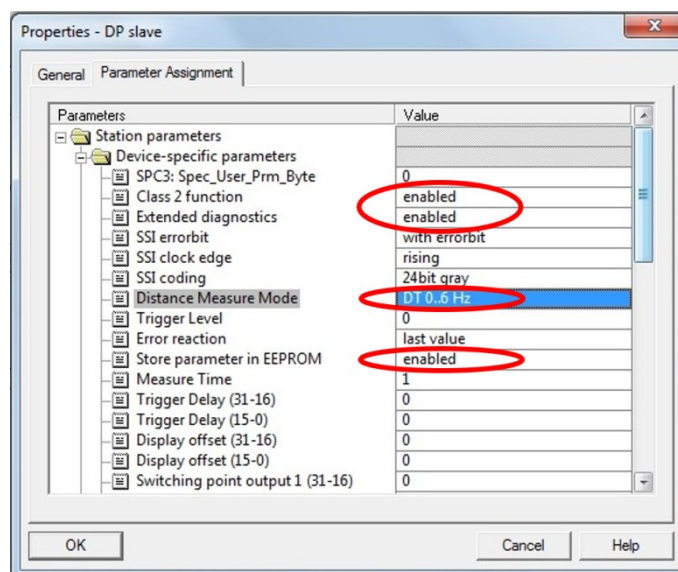 Properties - DP slave
General Parameter Assignment
Parameters Value
Station parameters
Device-specific parameters
SPC3: Spec_User_Prm_Byte 0
Class 2 function enabled
Extended diagnostics enabled
SSI errorbit with errorbit
SSI clock edge rising
SSI coding 24bit gray
Distance Measure Mode DT 0..6 Hz
Trigger Level 0
Error reaction last value
Store parameter in EEPROM enabled
Measure Time 1
Trigger Delay (31-16) 0
Trigger Delay (15-0) 0
Display offset (31-16) 0
Display offset (15-0) 0
Switching point output 1 (31-16) 0
OK Cancel Help